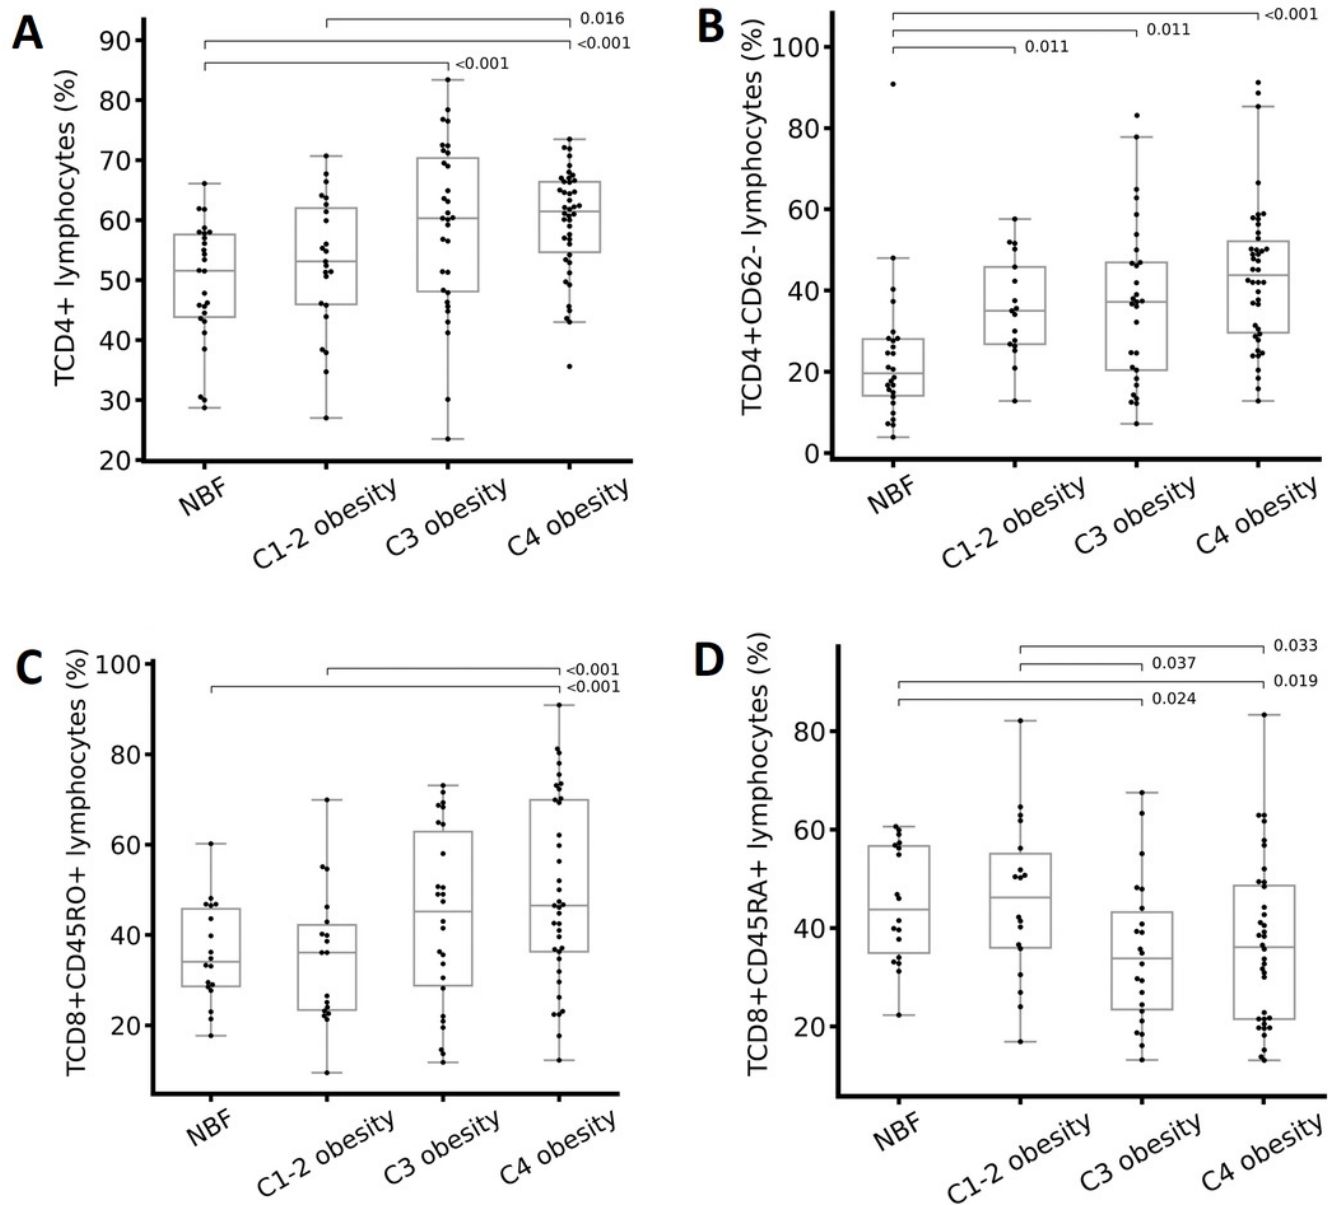 A
TCD4+ lymphocytes (%)
90
80
70
60
50
40
30
20
0.016
<0.001
<0.001
NBF
C1-2 obesity
C3 obesity
C4 obesity
B
TCD4+CD62- lymphocytes (%)
100
80
60
40
20
0
<0.001
0.011
0.011
NBF
C1-2 obesity
C3 obesity
C4 obesity
C
TCD8+CD45RO+ lymphocytes (%)
100
80
60
40
20
<0.001
<0.001
NBF
C1-2 obesity
C3 obesity
C4 obesity
D
TCD8+CD45RA+ lymphocytes (%)
80
60
40
20
0.033
0.037
0.019
0.024
NBF
C1-2 obesity
C3 obesity
C4 obesity